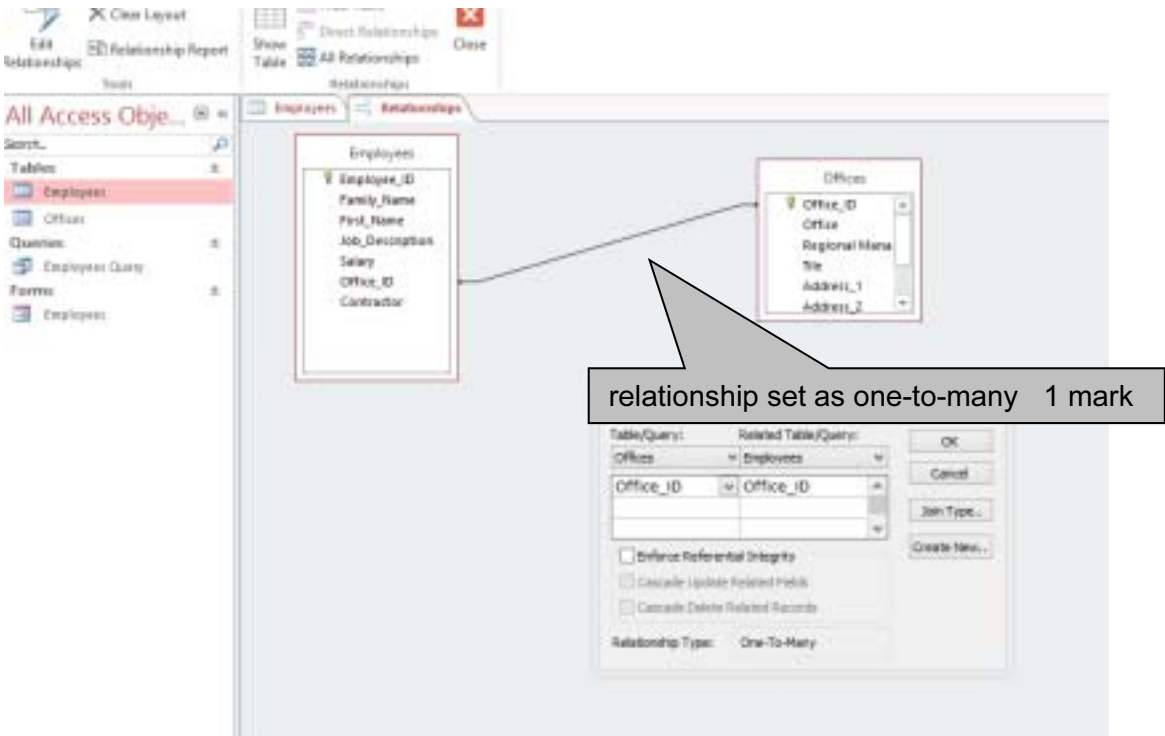 Clear Layout
Edit Relationships
Relationship Report
Tools
Show Table
Direct Relationships
All Relationships
Close
Relationships
All Access Obje...
Search...
Tables
Employees
Offices
Queries
Employees Query
Forms
Employees
Employees
Relationships
Employees
Employee_ID
Family_Name
First_Name
Job_Description
Salary
Office_ID
Contractor
Offices
Office_ID
Office
Regional Mana
Title
Address_1
Address_2
relationship set as one-to-many 1 mark
Table/Query: Related Table/Query:
Offices Employees
Office_ID Office_ID
Enforce Referential Integrity
Cascade Update Related Fields
Cascade Delete Related Records
Relationship Type: One-To-Many
OK
Cancel
Join Type..
Create New...